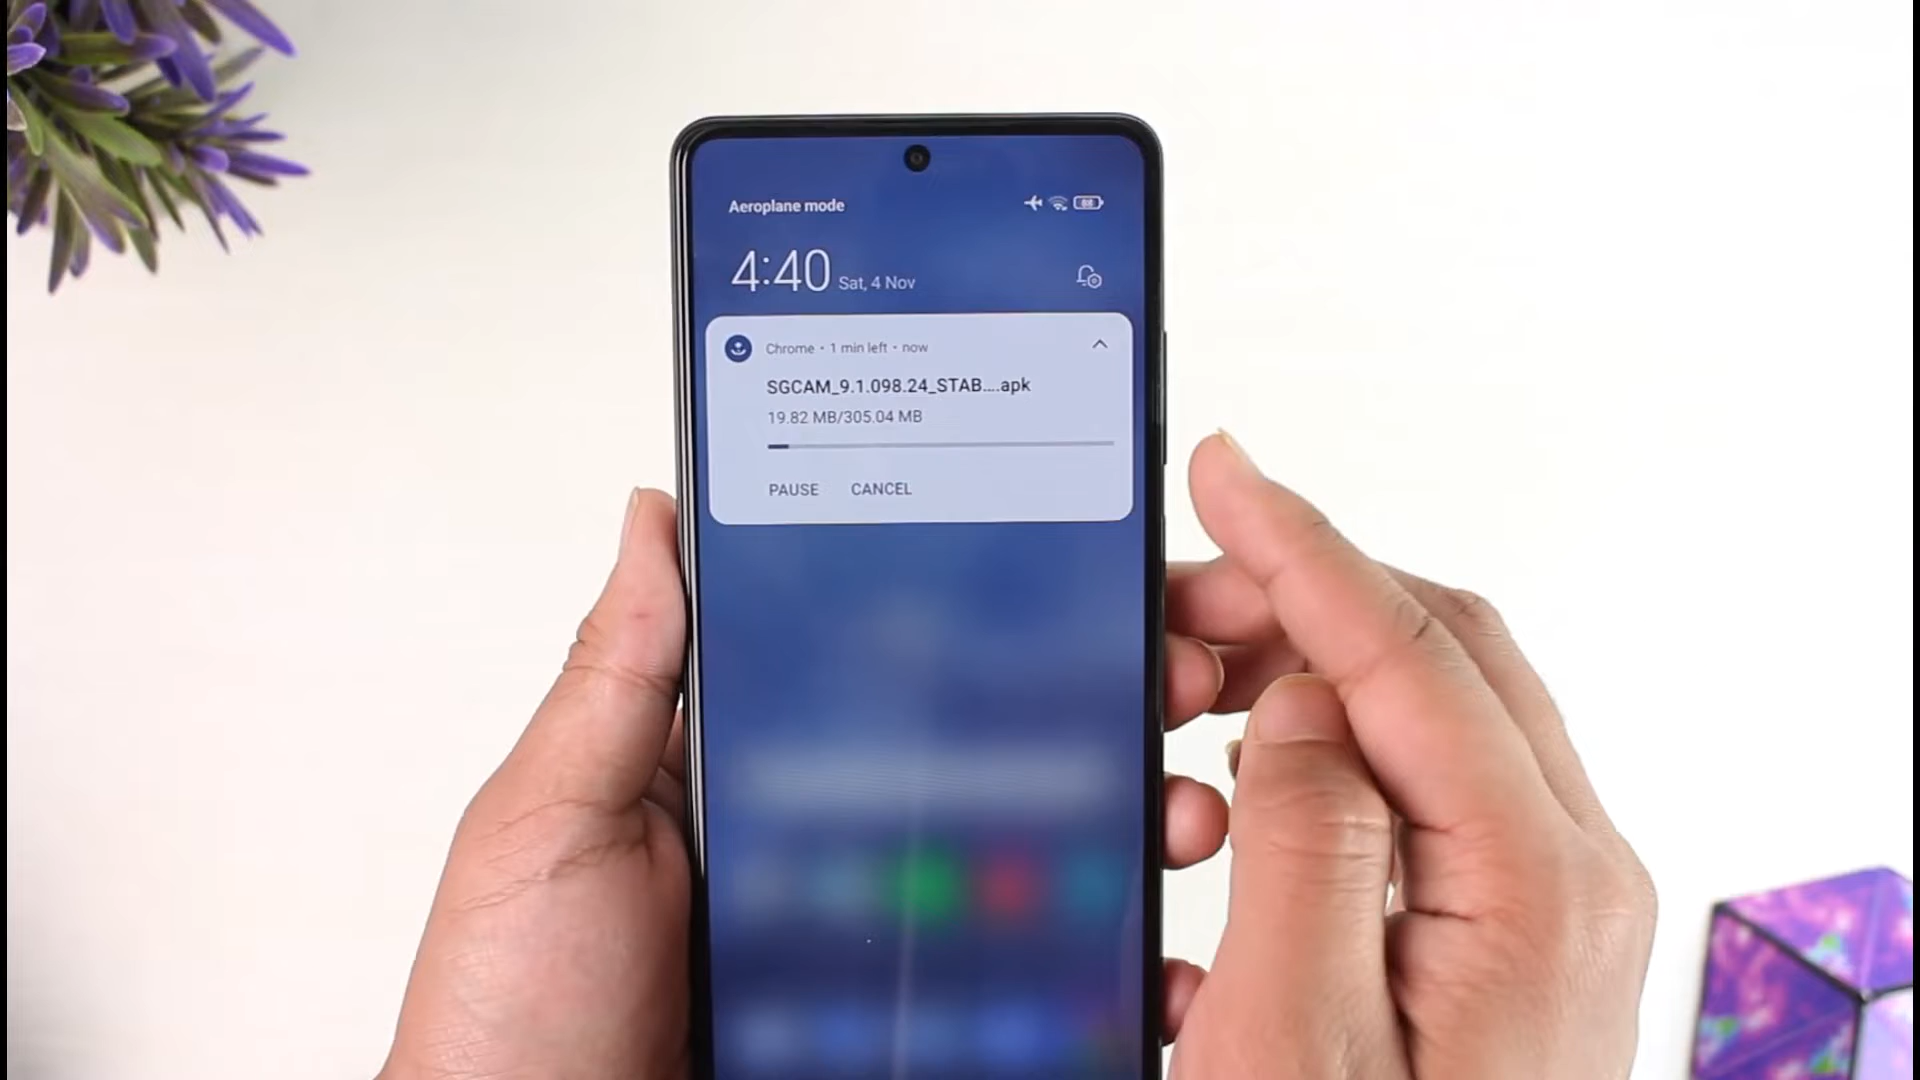 Aeroplane mode
88
4:40 Sat, 4 Nov
Chrome • 1 min left • now
SGCAM_9.1.098.24_STAB....apk
19.82 MB/305.04 MB
PAUSE CANCEL